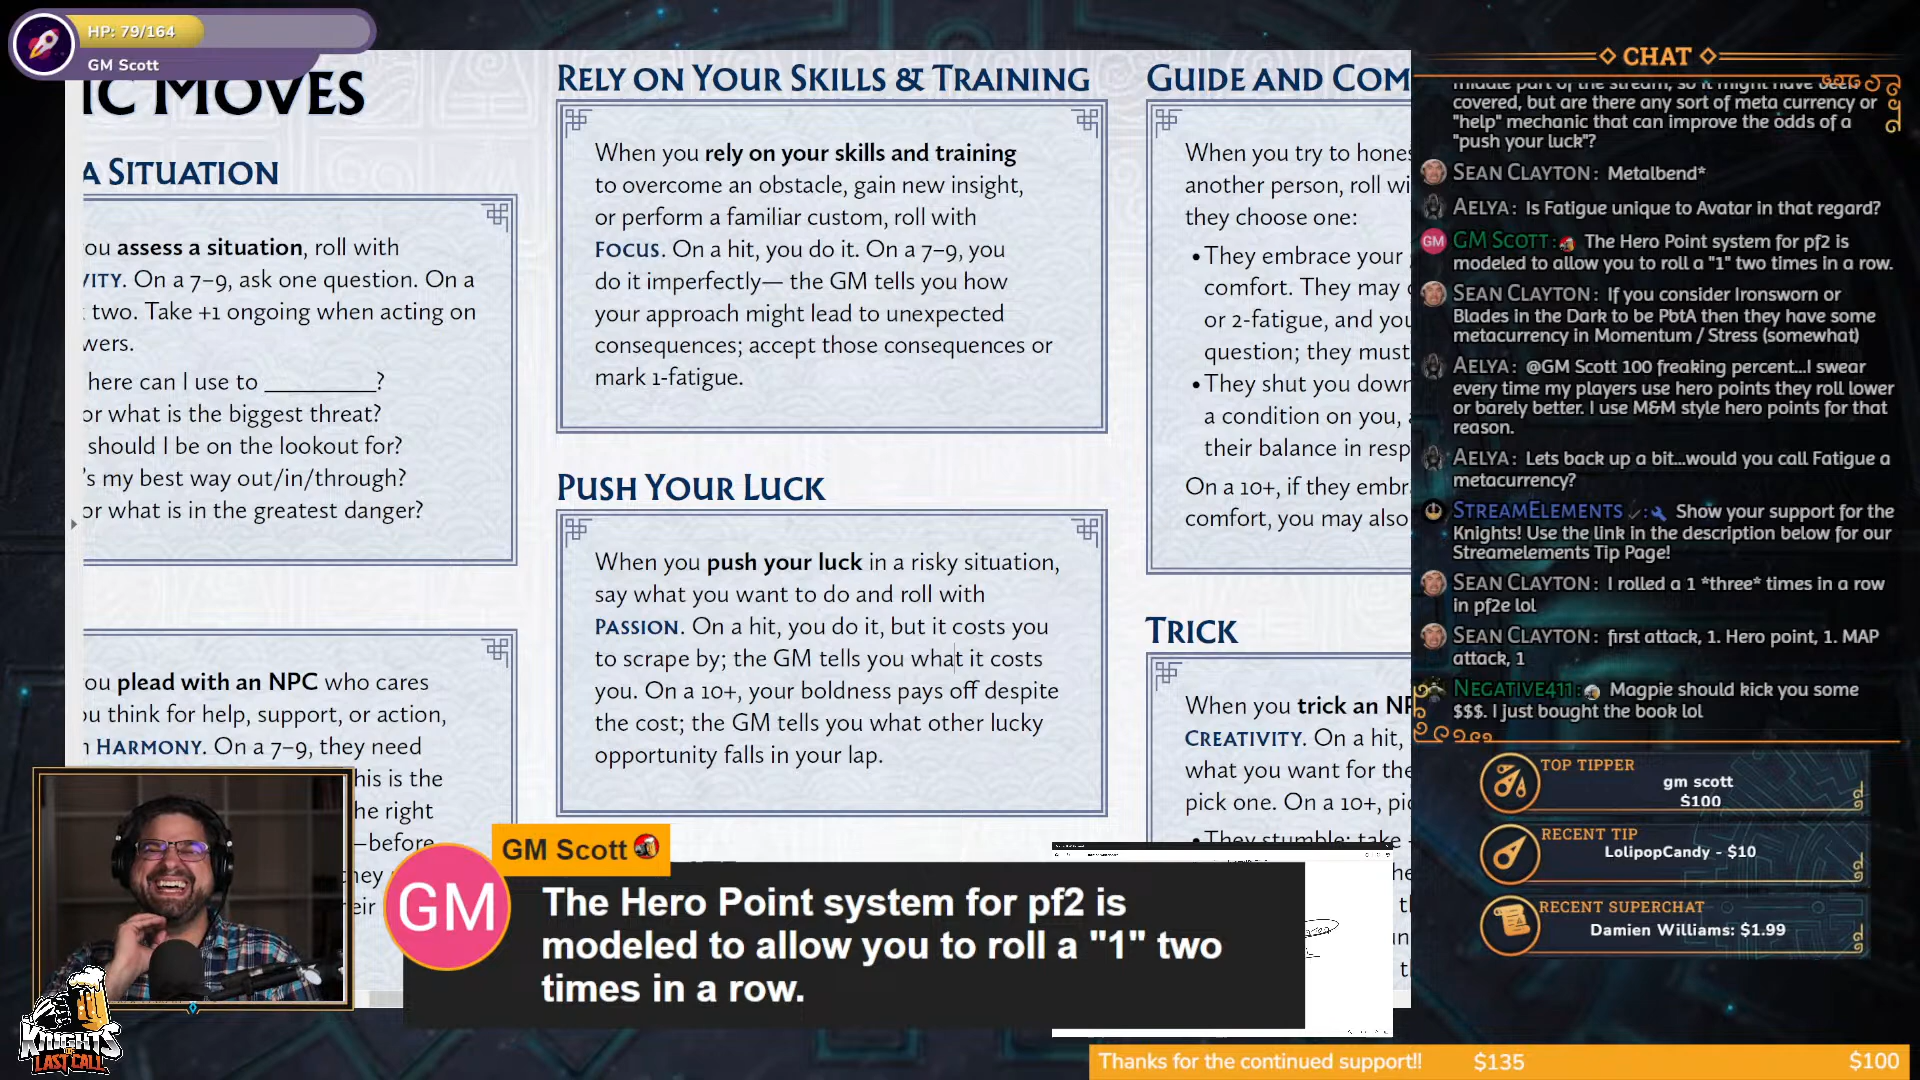 HP: 79/164
GM Scott
IC MOVES
A SITUATION
ou assess a situation, roll with
VITY. On a 7–9, ask one question. On a
two. Take +1 ongoing when acting on
wers.
here can I use to __________?
or what is the biggest threat?
should I be on the lookout for?
's my best way out/in/through?
or what is in the greatest danger?
ou plead with an NPC who cares
u think for help, support, or action,
HARMONY. On a 7–9, they need
his is the
he right
—before
they
eir
RELY ON YOUR SKILLS & TRAINING
When you rely on your skills and training
to overcome an obstacle, gain new insight,
or perform a familiar custom, roll with
FOCUS. On a hit, you do it. On a 7–9, you
do it imperfectly— the GM tells you how
your approach might lead to unexpected
consequences; accept those consequences or
mark 1-fatigue.
PUSH YOUR LUCK
When you push your luck in a risky situation,
say what you want to do and roll with
PASSION. On a hit, you do it, but it costs you
to scrape by; the GM tells you what it costs
you. On a 10+, your boldness pays off despite
the cost; the GM tells you what other lucky
opportunity falls in your lap.
GUIDE AND COM
When you try to hones
another person, roll wi
they choose one:
• They embrace your
comfort. They may
or 2-fatigue, and you
question; they must
• They shut you down
a condition on you,
their balance in resp
On a 10+, if they embr
comfort, you may also
TRICK
When you trick an NP
CREATIVITY. On a hit,
what you want for the
pick one. On a 10+, pic
• They stumble; take
GM Scott
GM
The Hero Point system for pf2 is
modeled to allow you to roll a "1" two
times in a row.
KNIGHTS
OF
LAST CALL
CHAT
middle part of the stream, so it might have been
covered, but are there any sort of meta currency or
"help" mechanic that can improve the odds of a
"push your luck"?
SEAN CLAYTON: Metalbend*
AELYA: Is Fatigue unique to Avatar in that regard?
GM GM SCOTT: The Hero Point system for pf2 is
modeled to allow you to roll a "1" two times in a row.
SEAN CLAYTON: If you consider Ironsworn or
Blades in the Dark to be PbtA then they have some
metacurrency in Momentum / Stress (somewhat)
AELYA: @GM Scott 100 freaking percent...I swear
every time my players use hero points they roll lower
or barely better. I use M&M style hero points for that
reason.
AELYA: Lets back up a bit...would you call Fatigue a
metacurrency?
STREAMELEMENTS: Show your support for the
Knights! Use the link in the description below for our
Streamelements Tip Page!
SEAN CLAYTON: I rolled a 1 *three* times in a row
in pf2e lol
SEAN CLAYTON: first attack, 1. Hero point, 1. MAP
attack, 1
NEGATIVE411: Magpie should kick you some
$$$. I just bought the book lol
TOP TIPPER
gm scott
$100
RECENT TIP
LolipopCandy - $10
RECENT SUPERCHAT
Damien Williams: $1.99
Thanks for the continued support!! $135 $100